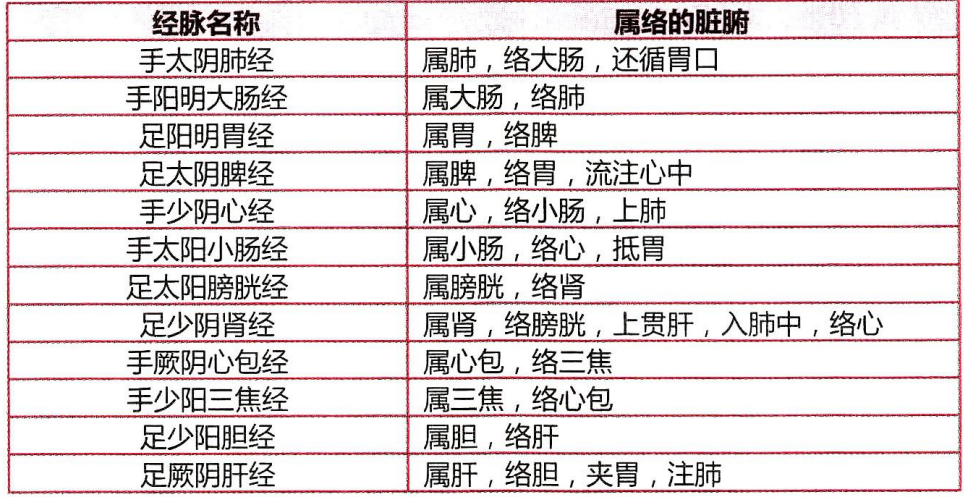 经脉名称 属络的脏腑
手太阴肺经 属肺，络大肠，还循胃口
手阳明大肠经 属大肠，络肺
足阳明胃经 属胃，络脾
足太阴脾经 属脾，络胃，流注心中
手少阴心经 属心，络小肠，上肺
手太阳小肠经 属小肠，络心，抵胃
足太阳膀胱经 属膀胱，络肾
足少阴肾经 属肾，络膀胱，上贯肝，入肺中，络心
手厥阴心包经 属心包，络三焦
手少阳三焦经 属三焦，络心包
足少阳胆经 属胆，络肝
足厥阴肝经 属肝，络胆，夹胃，注肺